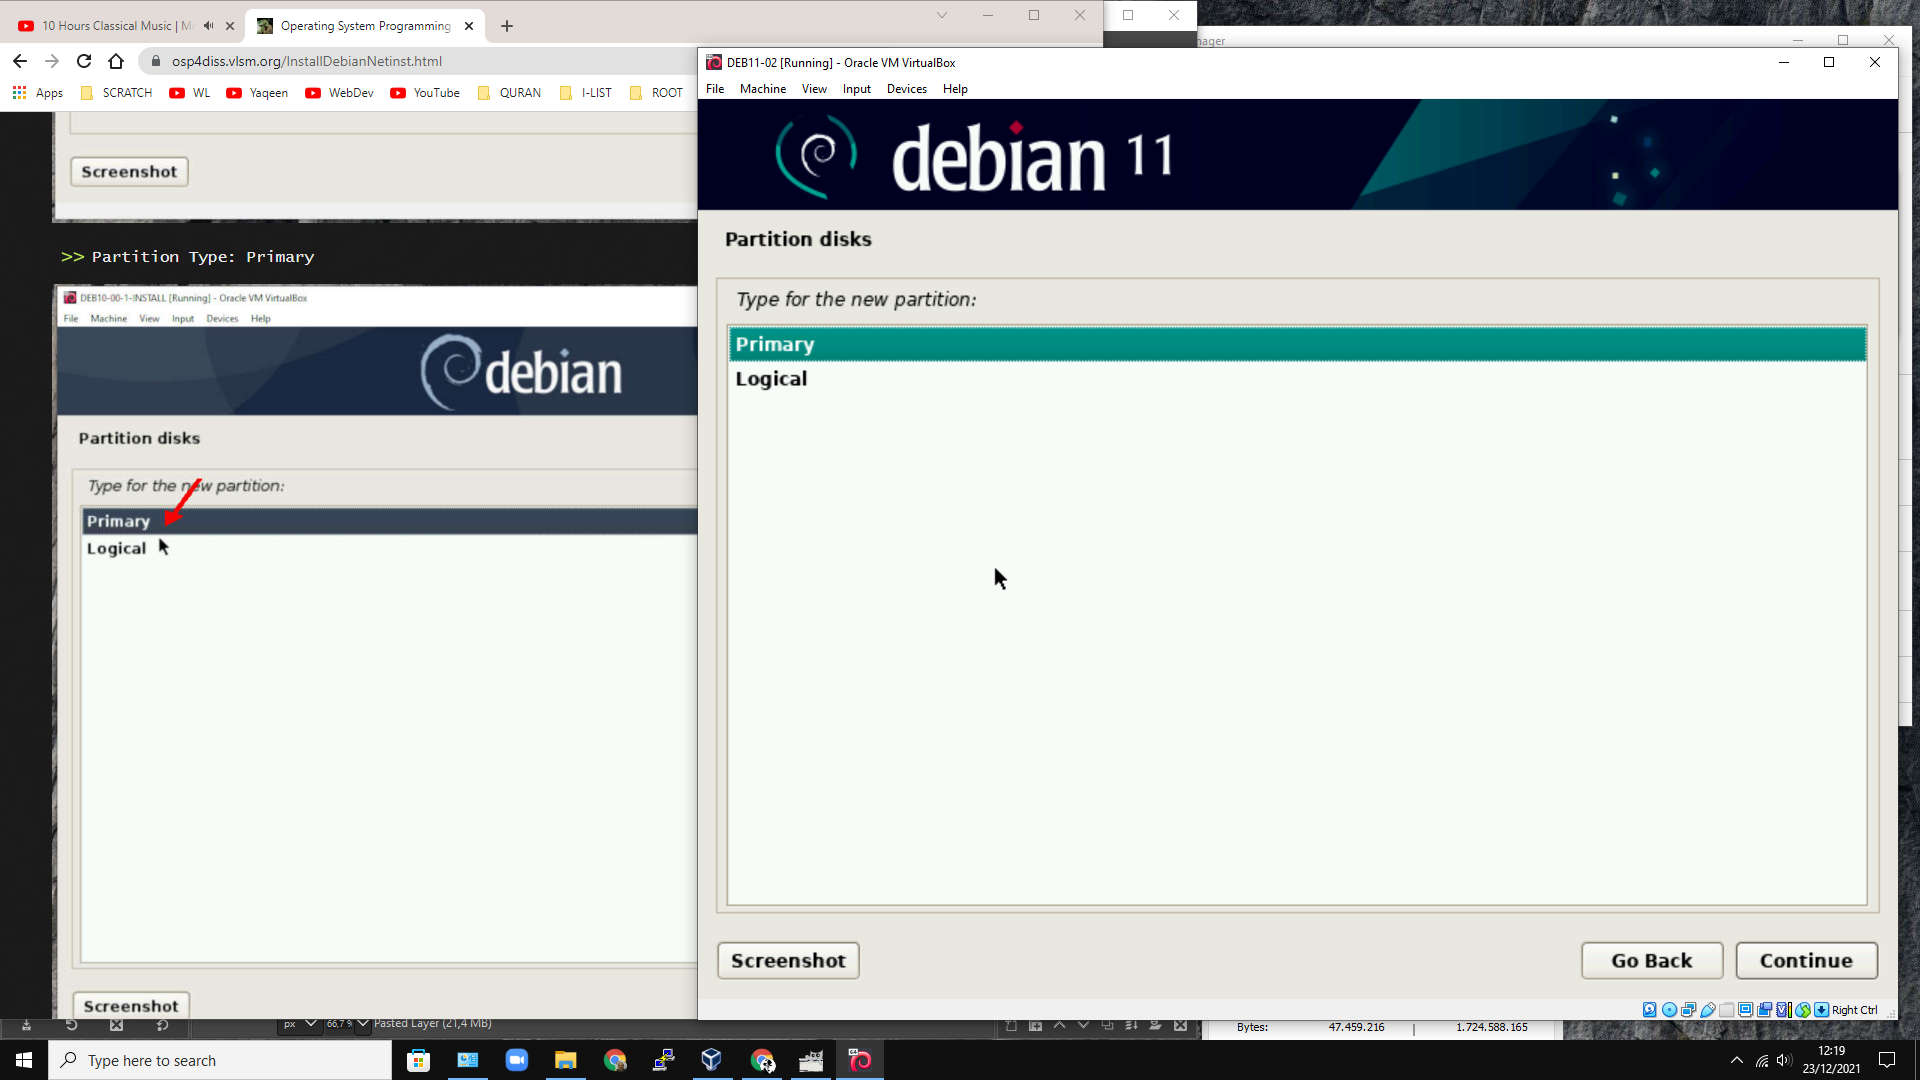 10 Hours Classical Music | M
Operating System Programming
osp4diss.vlsm.org/InstallDebianNetinst.html
Apps SCRATCH WL Yaqeen WebDev YouTube QURAN I-LIST ROOT
Screenshot
>> Partition Type: Primary
DEB10-00-1-INSTALL [Running] - Oracle VM VirtualBox
File Machine View Input Devices Help
debian
Partition disks
Type for the new partition:
Primary
Logical
Screenshot
px 66,7 Pasted Layer (21,4 MB)
nager
DEB11-02 [Running] - Oracle VM VirtualBox
File Machine View Input Devices Help
debian 11
Partition disks
Type for the new partition:
Primary
Logical
Screenshot Go Back Continue
Right Ctrl
Bytes: 47.459.216 | 1.724.588.165
Type here to search
12:19
23/12/2021